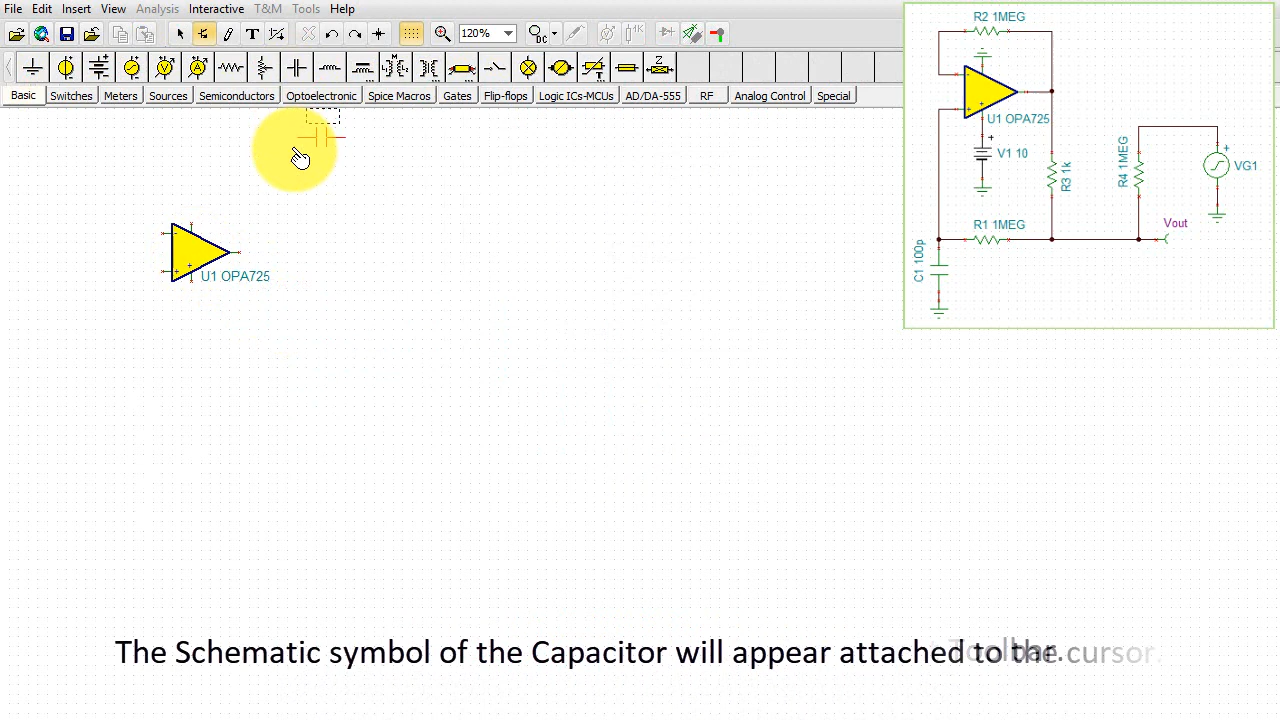 File Edit Insert View Analysis Interactive T&M Tools Help
120%
Basic Switches Meters Sources Semiconductors Optoelectronic Spice Macros Gates Flip-flops Logic ICs-MCUs AD/DA-555 RF Analog Control Special
R2 1MEG
U1 OPA725
V1 10
R3 1k
R4 1MEG
VG1
Vout
R1 1MEG
C1 100p
U1 OPA725
The Schematic symbol of the Capacitor will appear attached to the cursor.